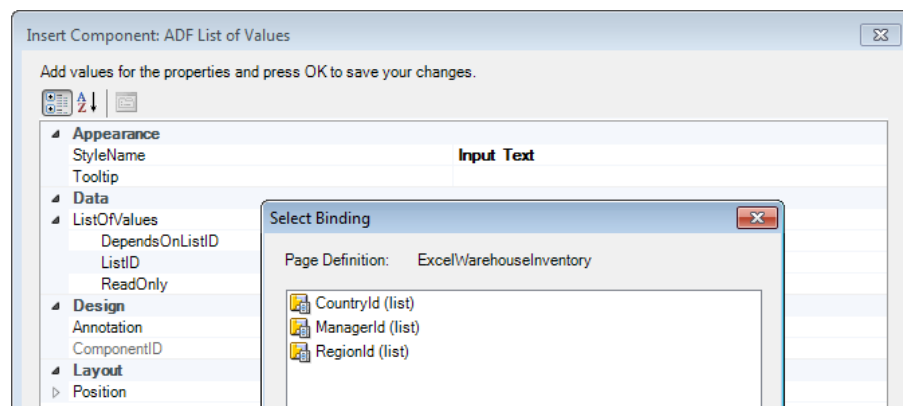 Insert Component: ADF List of Values
Add values for the properties and press OK to save your changes.
Appearance
StyleName Input Text
Tooltip
Data
ListOfValues
DependsOnListID
ListID
ReadOnly
Design
Annotation
ComponentID
Layout
Position
Select Binding
Page Definition: ExcelWarehouseInventory
CountryId (list)
ManagerId (list)
RegionId (list)